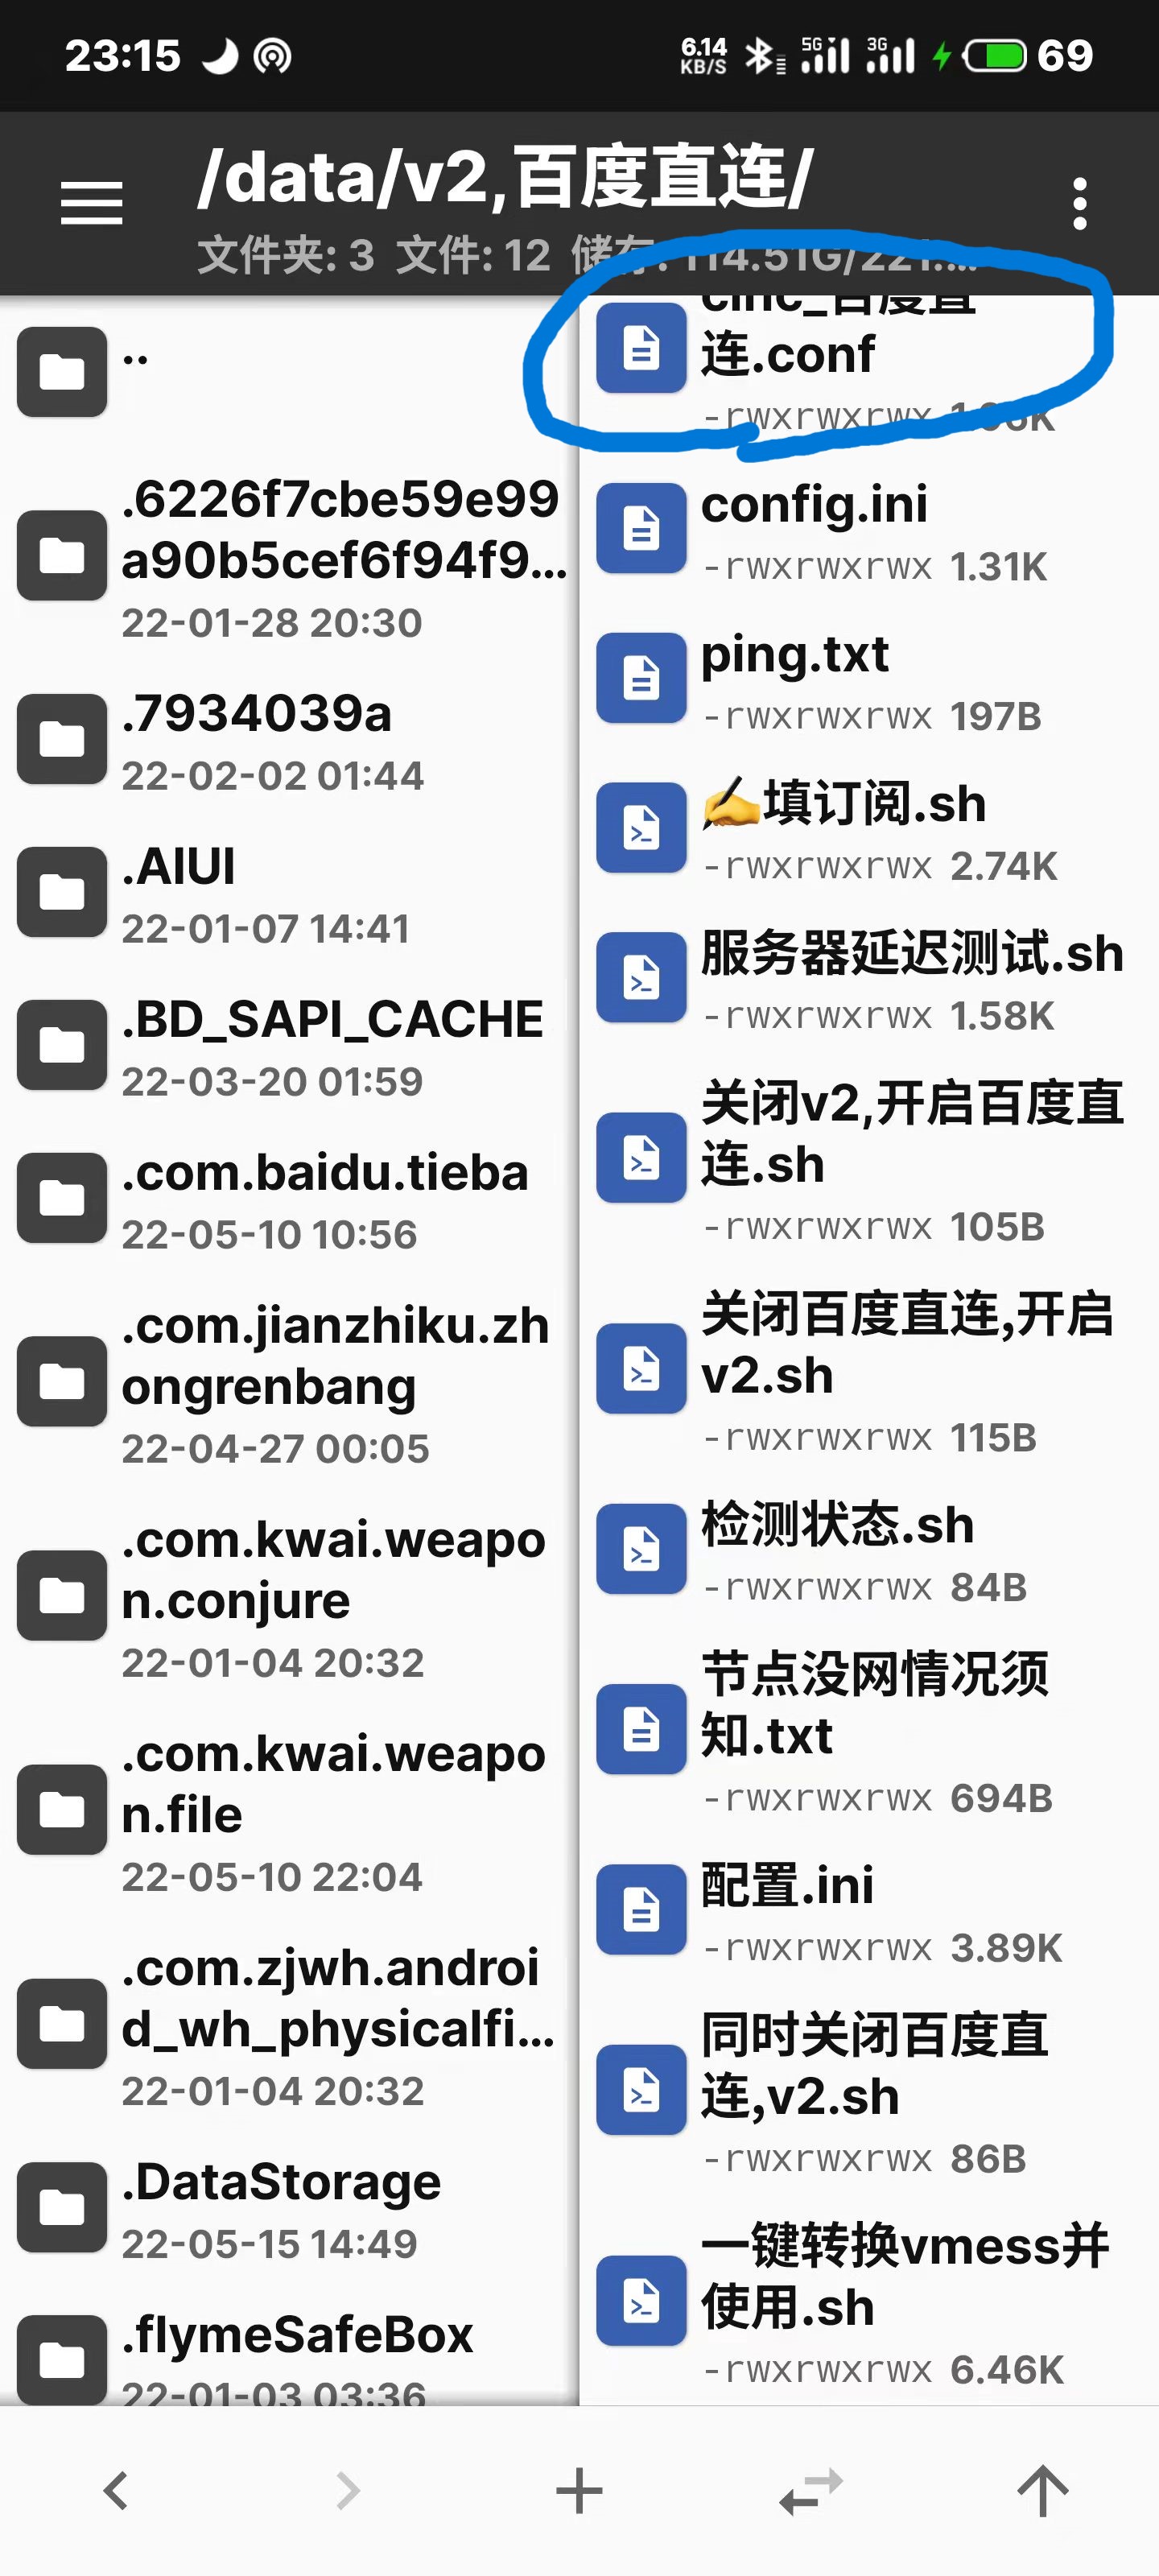 23:15
6.14 KB/S 5G 3G 69
/data/v2,百度直连/
文件夹: 3 文件: 12 储存: 114.51G/221....
..
.6226f7cbe59e99
a90b5cef6f94f9...
22-01-28 20:30
.7934039a
22-02-02 01:44
.AIUI
22-01-07 14:41
.BD_SAPI_CACHE
22-03-20 01:59
.com.baidu.tieba
22-05-10 10:56
.com.jianzhiku.zh
ongrenbang
22-04-27 00:05
.com.kwai.weapo
n.conjure
22-01-04 20:32
.com.kwai.weapo
n.file
22-05-10 22:04
.com.zjwh.androi
d_wh_physicalfi...
22-01-04 20:32
.DataStorage
22-05-15 14:49
.flymeSafeBox
22-01-03 03:36
百度直
连.conf
-rwxrwxrwx
config.ini
-rwxrwxrwx 1.31K
ping.txt
-rwxrwxrwx 197B
✍填订阅.sh
-rwxrwxrwx 2.74K
服务器延迟测试.sh
-rwxrwxrwx 1.58K
关闭v2,开启百度直
连.sh
-rwxrwxrwx 105B
关闭百度直连,开启
v2.sh
-rwxrwxrwx 115B
检测状态.sh
-rwxrwxrwx 84B
节点没网情况须
知.txt
-rwxrwxrwx 694B
配置.ini
-rwxrwxrwx 3.89K
同时关闭百度直
连,v2.sh
-rwxrwxrwx 86B
一键转换vmess并
使用.sh
-rwxrwxrwx 6.46K